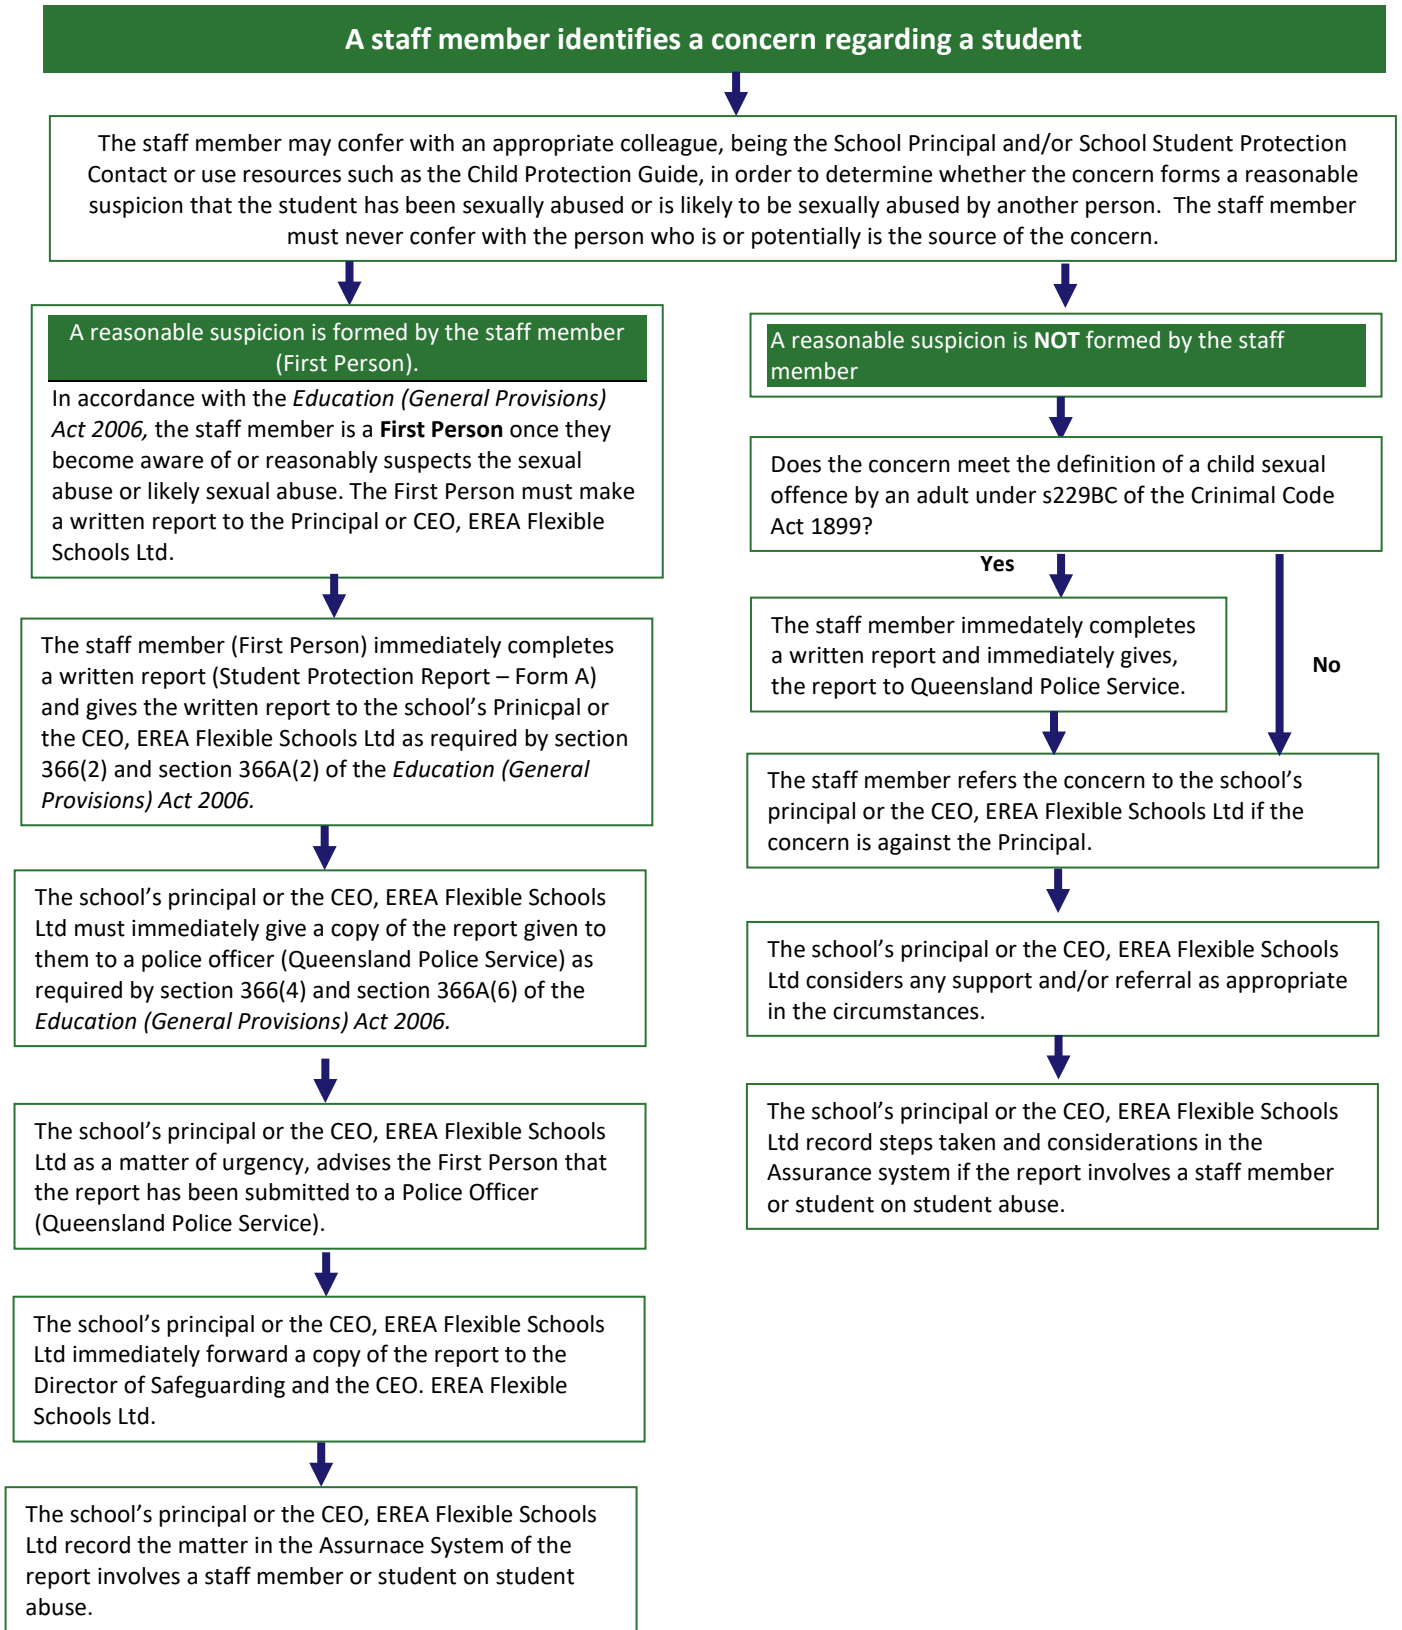 A staff member identifies a concern regarding a student
The staff member may confer with an appropriate colleague, being the School Principal and/or School Student Protection
Contact or use resources such as the Child Protection Guide, in order to determine whether the concern forms a reasonable
suspicion that the student has been sexually abused or is likely to be sexually abused by another person.  The staff member
must never confer with the person who is or potentially is the source of the concern.
A reasonable suspicion is formed by the staff member
(First Person).
In accordance with the Education (General Provisions)
Act 2006, the staff member is a First Person once they
become aware of or reasonably suspects the sexual
abuse or likely sexual abuse. The First Person must make
a written report to the Principal or CEO, EREA Flexible
Schools Ltd.
The staff member (First Person) immediately completes
a written report (Student Protection Report – Form A)
and gives the written report to the school’s Prinicpal or
the CEO, EREA Flexible Schools Ltd as required by section
366(2) and section 366A(2) of the Education (General
Provisions) Act 2006.
The school’s principal or the CEO, EREA Flexible Schools
Ltd must immediately give a copy of the report given to
them to a police officer (Queensland Police Service) as
required by section 366(4) and section 366A(6) of the
Education (General Provisions) Act 2006.
The school’s principal or the CEO, EREA Flexible Schools
Ltd as a matter of urgency, advises the First Person that
the report has been submitted to a Police Officer
(Queensland Police Service).
The school’s principal or the CEO, EREA Flexible Schools
Ltd immediately forward a copy of the report to the
Director of Safeguarding and the CEO. EREA Flexible
Schools Ltd.
The school’s principal or the CEO, EREA Flexible Schools
Ltd record the matter in the Assurnace System of the
report involves a staff member or student on student
abuse.
A reasonable suspicion is NOT formed by the staff
member
Does the concern meet the definition of a child sexual
offence by an adult under s229BC of the Crinimal Code
Act 1899?
Yes
The staff member immedately completes
a written report and immediately gives,
the report to Queensland Police Service.
No
The staff member refers the concern to the school’s
principal or the CEO, EREA Flexible Schools Ltd if the
concern is against the Principal.
The school’s principal or the CEO, EREA Flexible Schools
Ltd considers any support and/or referral as appropriate
in the circumstances.
The school’s principal or the CEO, EREA Flexible Schools
Ltd record steps taken and considerations in the
Assurance system if the report involves a staff member
or student on student abuse.